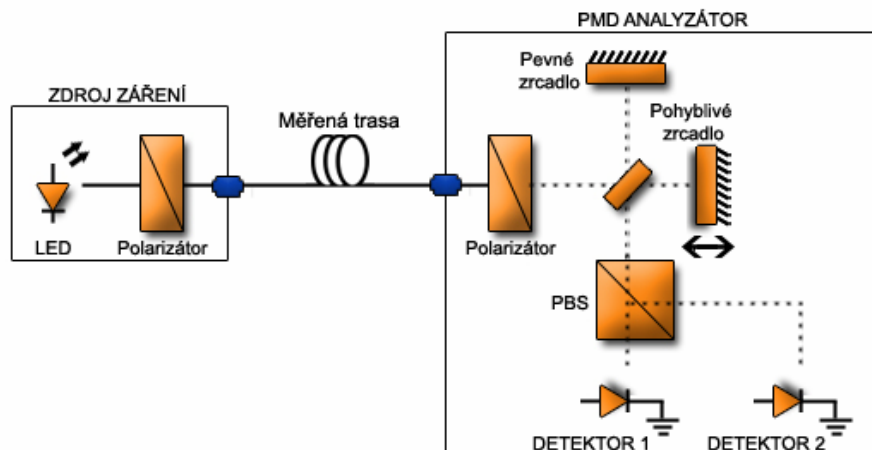 PMD ANALYZÁTOR
Pevné
zrcadlo
ZDROJ ZÁŘENÍ
Pohyblivé
zrcadlo
Měřená trasa
LED
Polarizátor
Polarizátor
PBS
DETEKTOR 1
DETEKTOR 2